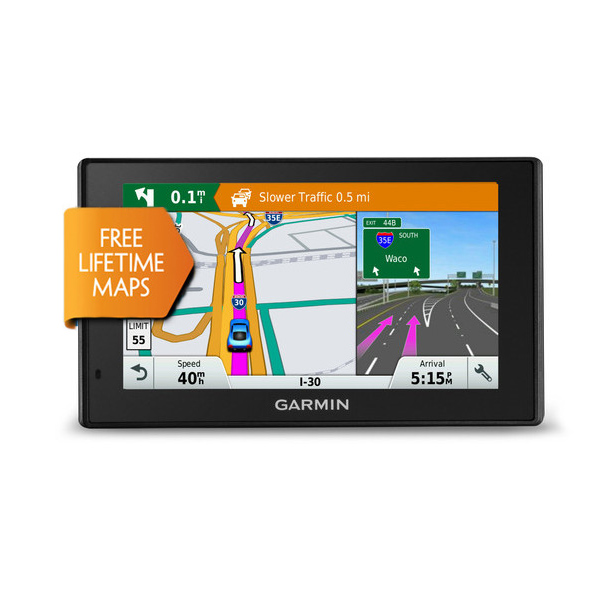 0.1 mi
Slower Traffic 0.5 mi
FREE
LIFETIME
MAPS
35E
30
LIMIT
55
EXIT 44B
35E SOUTH
Waco
Speed
40 mh
I-30
Arrival
5:15 PM
GARMIN